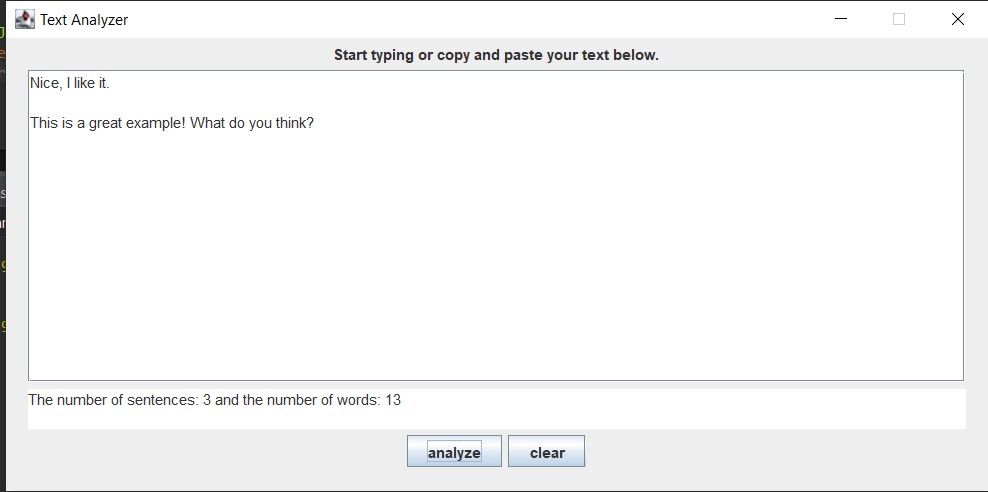 Text Analyzer
Start typing or copy and paste your text below.
Nice, I like it.
This is a great example! What do you think?
The number of sentences: 3 and the number of words: 13
analyze clear